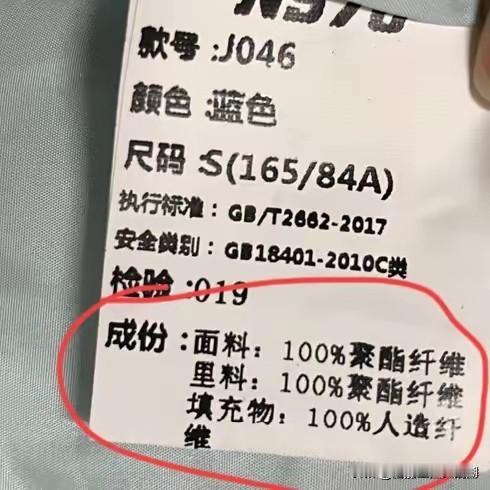 款号:J046
颜色:蓝色
尺码:S(165/84A)
执行标准：GB/T2662-2017
安全类别：GB18401-2010C类
检验:019
成份:面料：100%聚酯纤维
里料：100%聚酯纤维
填充物：100%人造纤
维